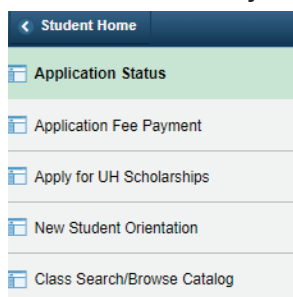 Student Home
Application Status
Application Fee Payment
Apply for UH Scholarships
New Student Orientation
Class Search/Browse Catalog